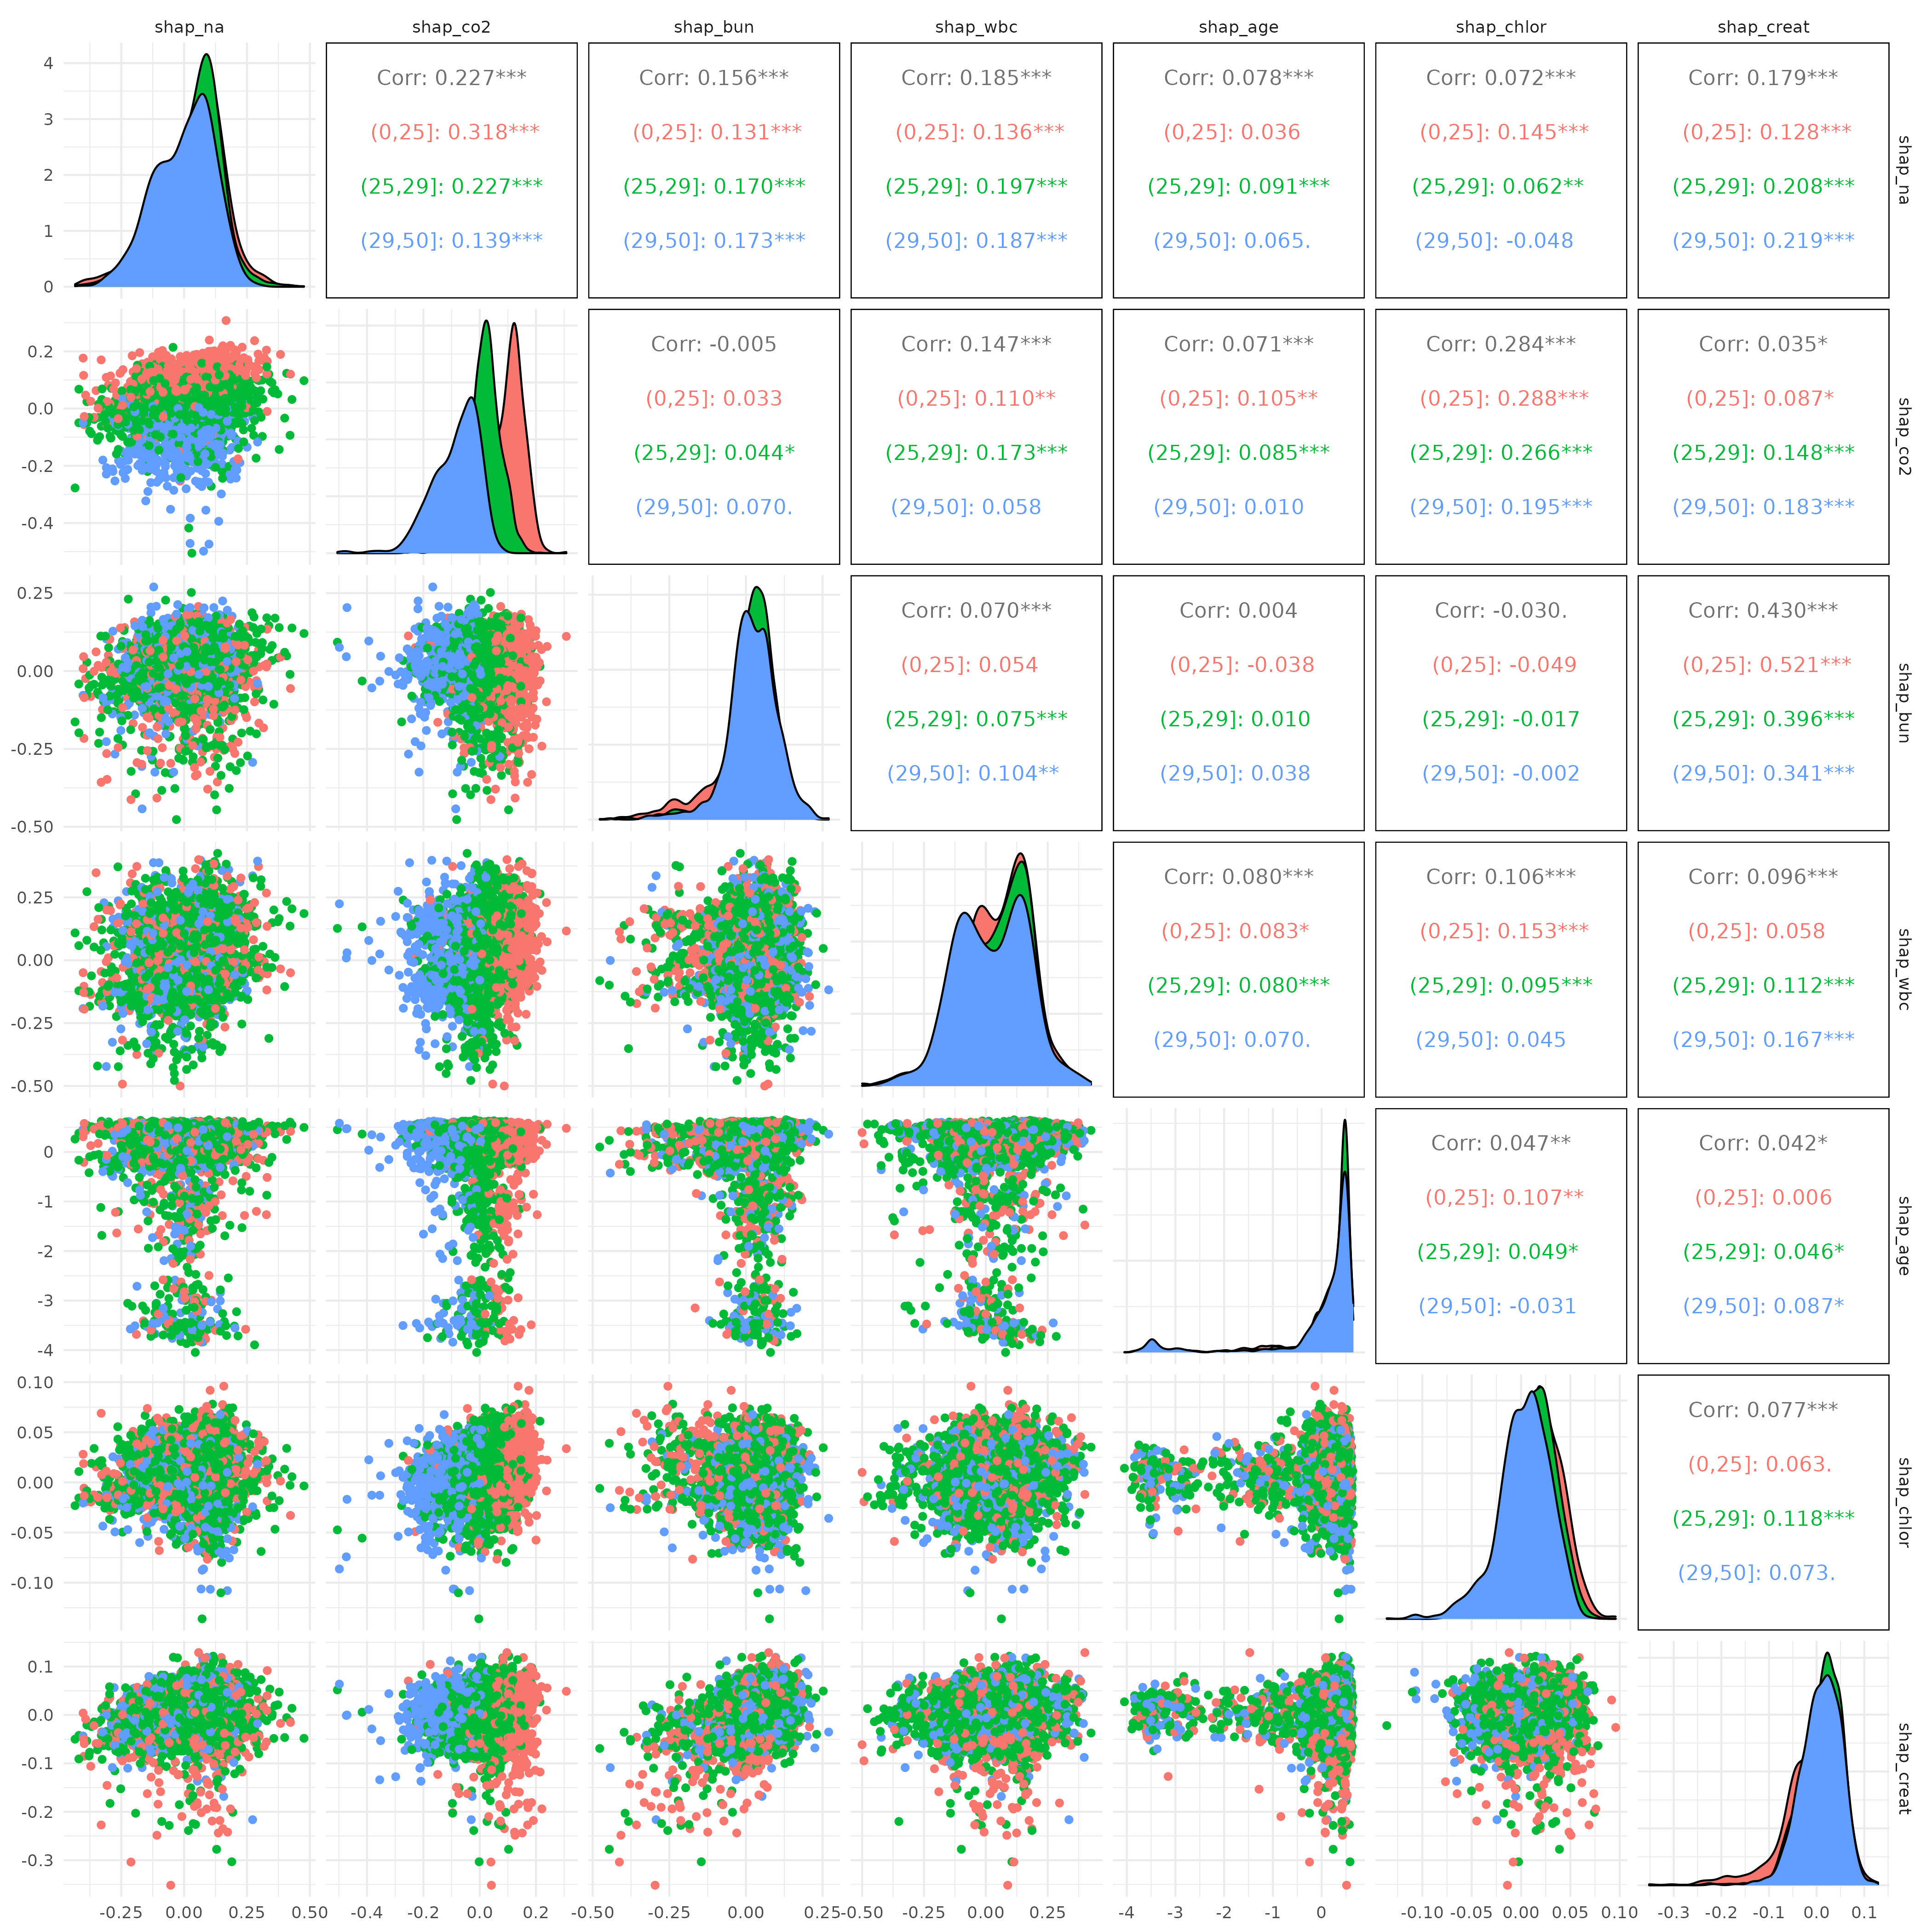 shap_na shap_co2 shap_bun shap_wbc shap_age shap_chlor shap_creat
4
3
2
1
0
Corr: 0.227*** Corr: 0.156*** Corr: 0.185*** Corr: 0.078*** Corr: 0.072*** Corr: 0.179***
(0,25]: 0.318*** (0,25]: 0.131*** (0,25]: 0.136*** (0,25]: 0.036 (0,25]: 0.145*** (0,25]: 0.128***
(25,29]: 0.227*** (25,29]: 0.170*** (25,29]: 0.197*** (25,29]: 0.091*** (25,29]: 0.062** (25,29]: 0.208***
(29,50]: 0.139*** (29,50]: 0.173*** (29,50]: 0.187*** (29,50]: 0.065. (29,50]: -0.048 (29,50]: 0.219***
shap_na
0.2
0.0
-0.2
-0.4
Corr: -0.005 Corr: 0.147*** Corr: 0.071*** Corr: 0.284*** Corr: 0.035*
(0,25]: 0.033 (0,25]: 0.110** (0,25]: 0.105** (0,25]: 0.288*** (0,25]: 0.087*
(25,29]: 0.044* (25,29]: 0.173*** (25,29]: 0.085*** (25,29]: 0.266*** (25,29]: 0.148***
(29,50]: 0.070. (29,50]: 0.058 (29,50]: 0.010 (29,50]: 0.195*** (29,50]: 0.183***
shap_co2
0.25
0.00
-0.25
-0.50
Corr: 0.070*** Corr: 0.004 Corr: -0.030. Corr: 0.430***
(0,25]: 0.054 (0,25]: -0.038 (0,25]: -0.049 (0,25]: 0.521***
(25,29]: 0.075*** (25,29]: 0.010 (25,29]: -0.017 (25,29]: 0.396***
(29,50]: 0.104** (29,50]: 0.038 (29,50]: -0.002 (29,50]: 0.341***
shap_bun
0.25
0.00
-0.25
-0.50
Corr: 0.080*** Corr: 0.106*** Corr: 0.096***
(0,25]: 0.083* (0,25]: 0.153*** (0,25]: 0.058
(25,29]: 0.080*** (25,29]: 0.095*** (25,29]: 0.112***
(29,50]: 0.070. (29,50]: 0.045 (29,50]: 0.167***
shap_wbc
0
-1
-2
-3
-4
Corr: 0.047** Corr: 0.042*
(0,25]: 0.107** (0,25]: 0.006
(25,29]: 0.049* (25,29]: 0.046*
(29,50]: -0.031 (29,50]: 0.087*
shap_age
0.10
0.05
0.00
-0.05
-0.10
Corr: 0.077***
(0,25]: 0.063.
(25,29]: 0.118***
(29,50]: 0.073.
shap_chlor
0.1
0.0
-0.1
-0.2
-0.3
shap_creat
-0.25 0.00 0.25 0.50 -0.4 -0.2 0.0 0.2 -0.50 -0.25 0.00 0.25 -0.50 -0.25 0.00 0.25 -4 -3 -2 -1 0 -0.10 -0.05 0.00 0.05 0.10 -0.3 -0.2 -0.1 0.0 0.1